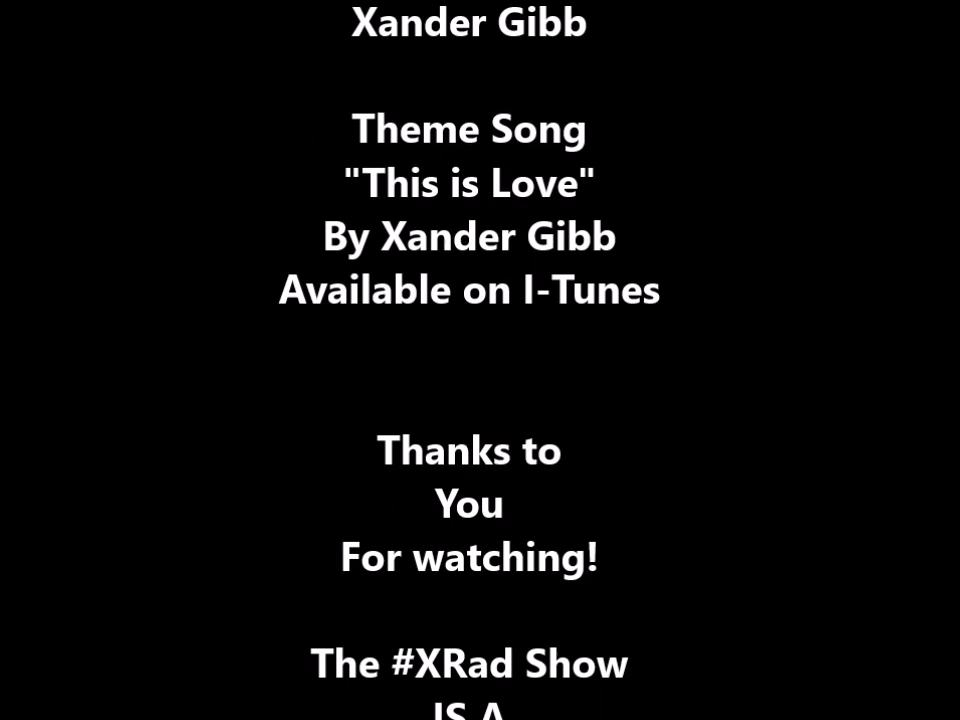 Xander Gibb
Theme Song
"This is Love"
By Xander Gibb
Available on I-Tunes
Thanks to
You
For watching!
The #XRad Show
IS A